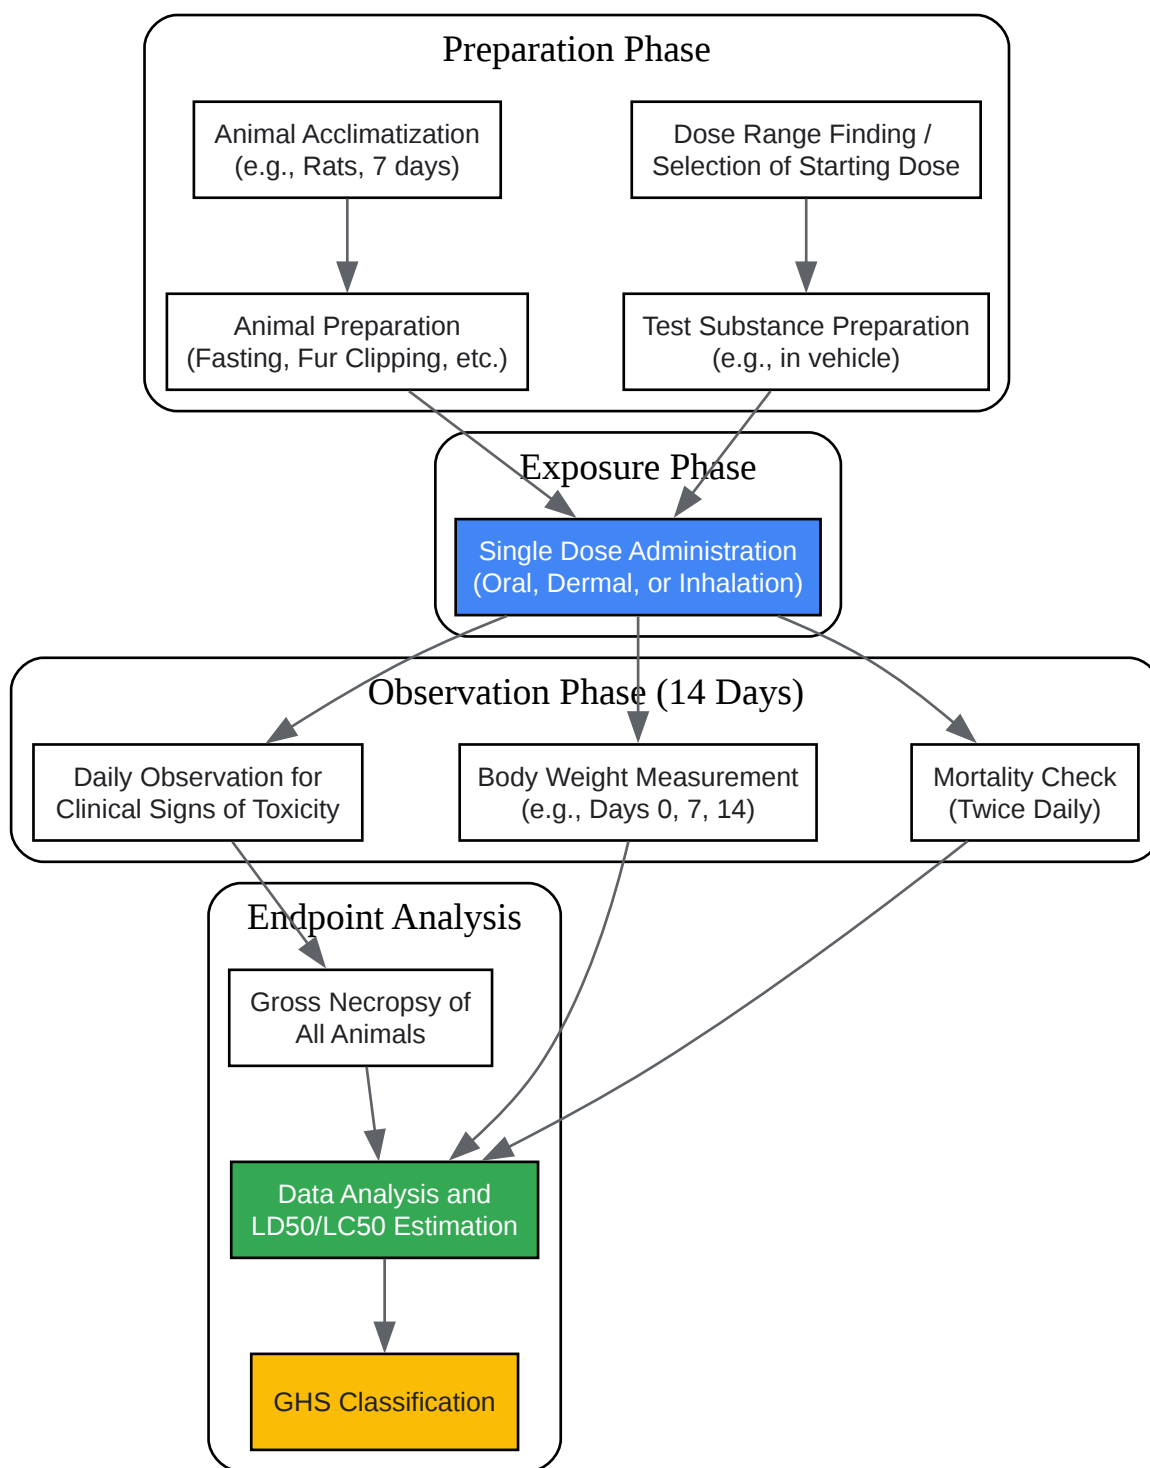 Preparation Phase
Animal Acclimatization
(e.g., Rats, 7 days)
Dose Range Finding /
Selection of Starting Dose
Animal Preparation
(Fasting, Fur Clipping, etc.)
Test Substance Preparation
(e.g., in vehicle)
Exposure Phase
Single Dose Administration
(Oral, Dermal, or Inhalation)
Observation Phase (14 Days)
Daily Observation for
Clinical Signs of Toxicity
Body Weight Measurement
(e.g., Days 0, 7, 14)
Mortality Check
(Twice Daily)
Endpoint Analysis
Gross Necropsy of
All Animals
Data Analysis and
LD50/LC50 Estimation
GHS Classification